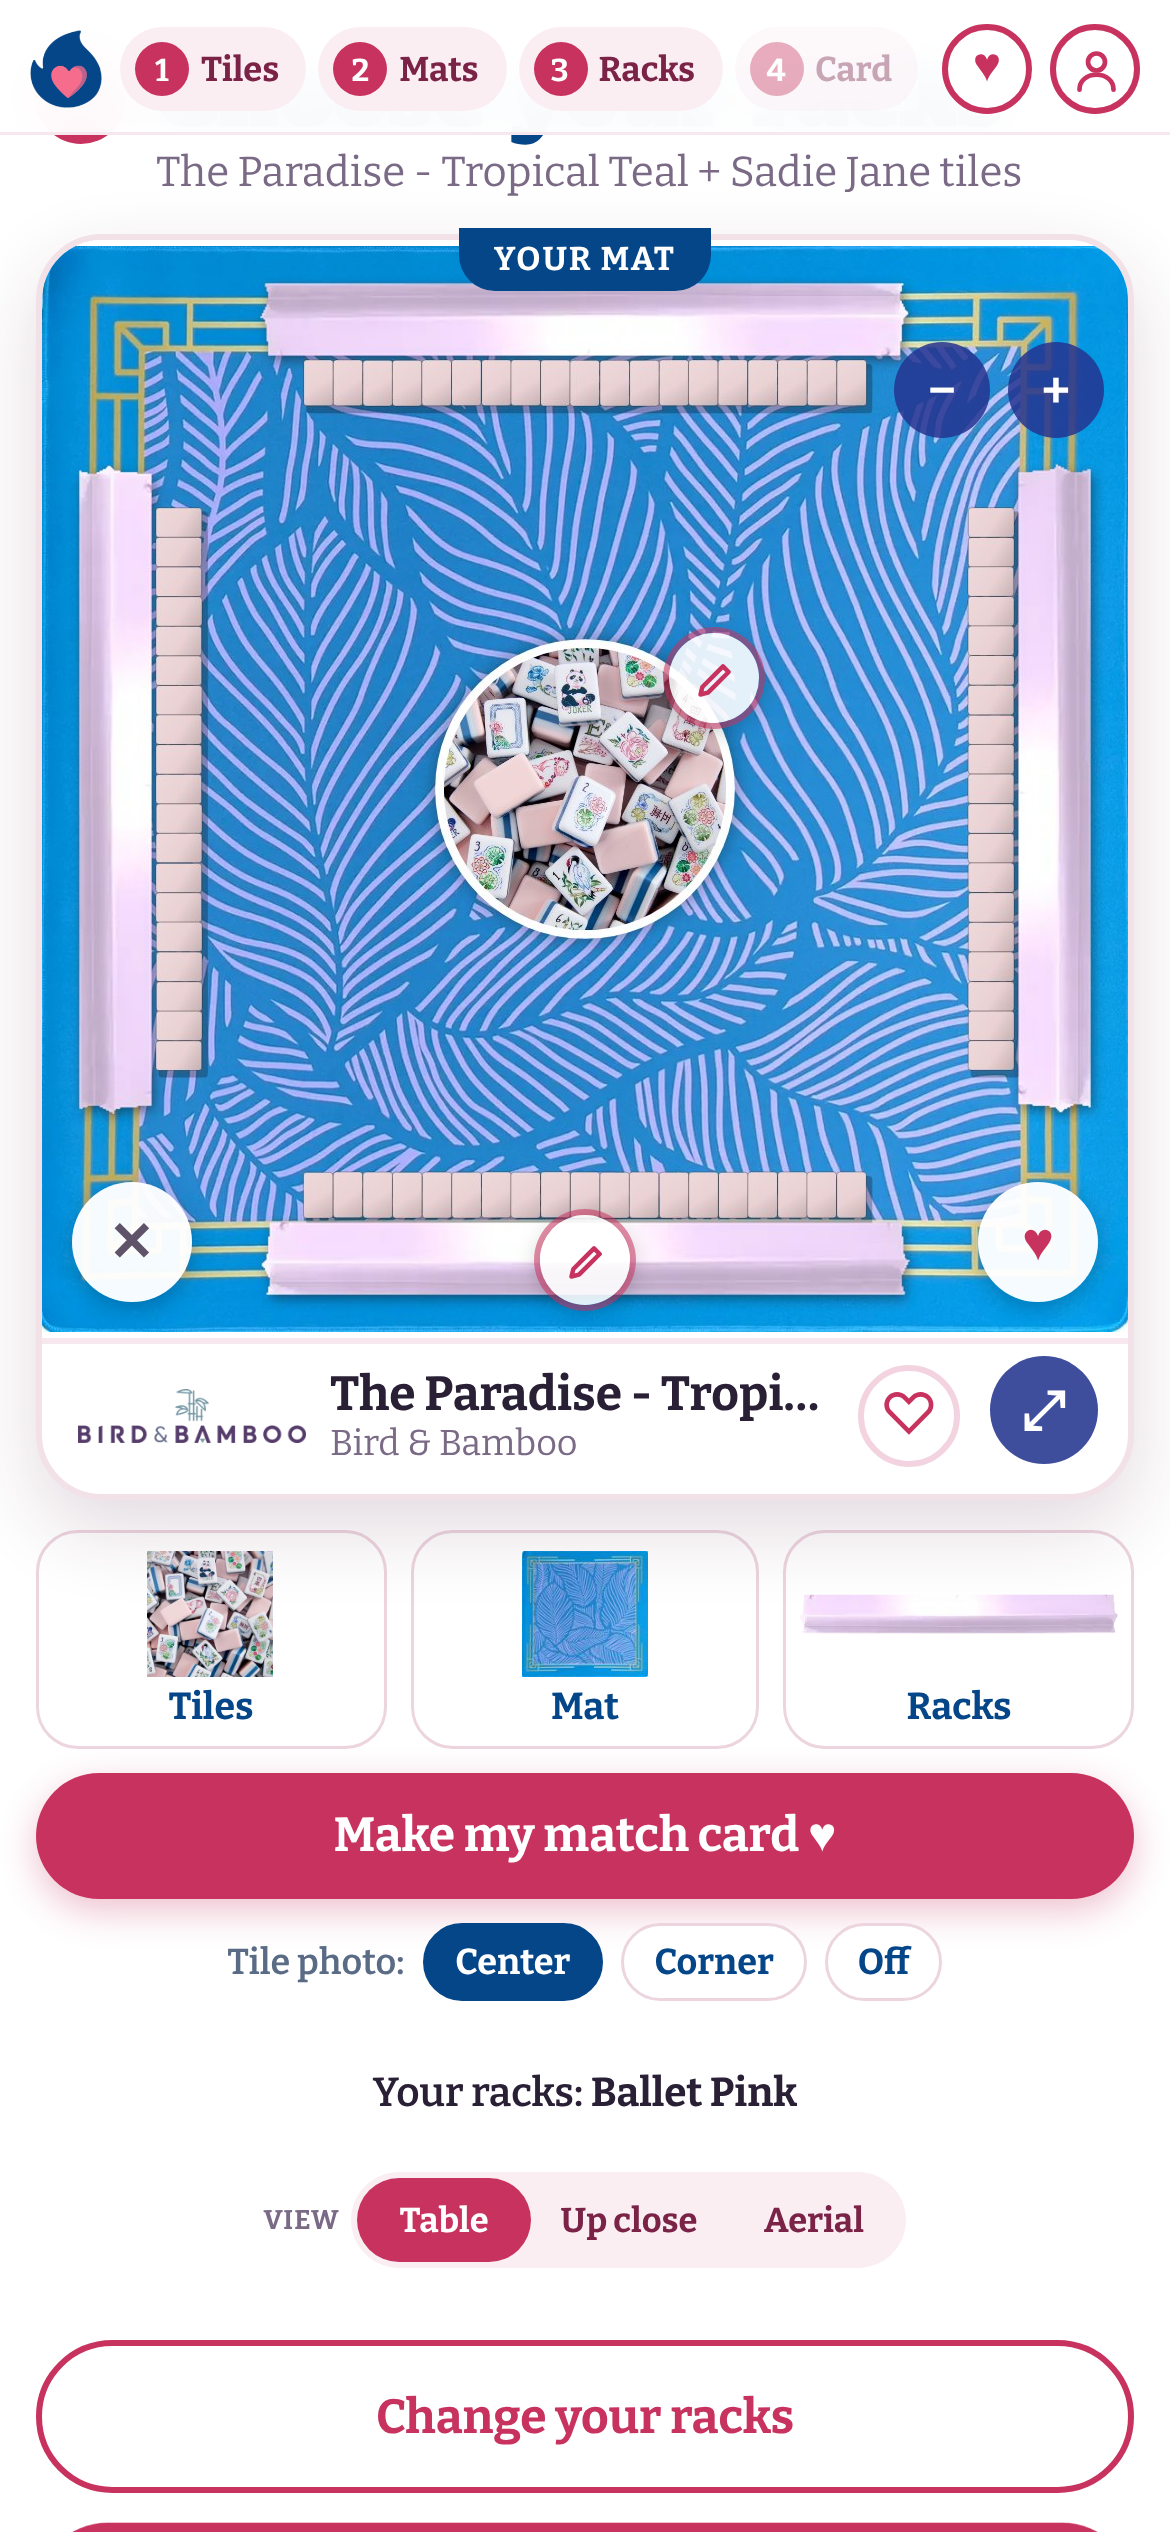 1 Tiles
2 Mats
3 Racks
4 Card
The Paradise - Tropical Teal + Sadie Jane tiles
YOUR MAT
BIRD & BAMBOO
The Paradise - Tropi...
Bird & Bamboo
Tiles
Mat
Racks
Make my match card ♥
Tile photo: Center Corner Off
Your racks: Ballet Pink
VIEW Table Up close Aerial
Change your racks